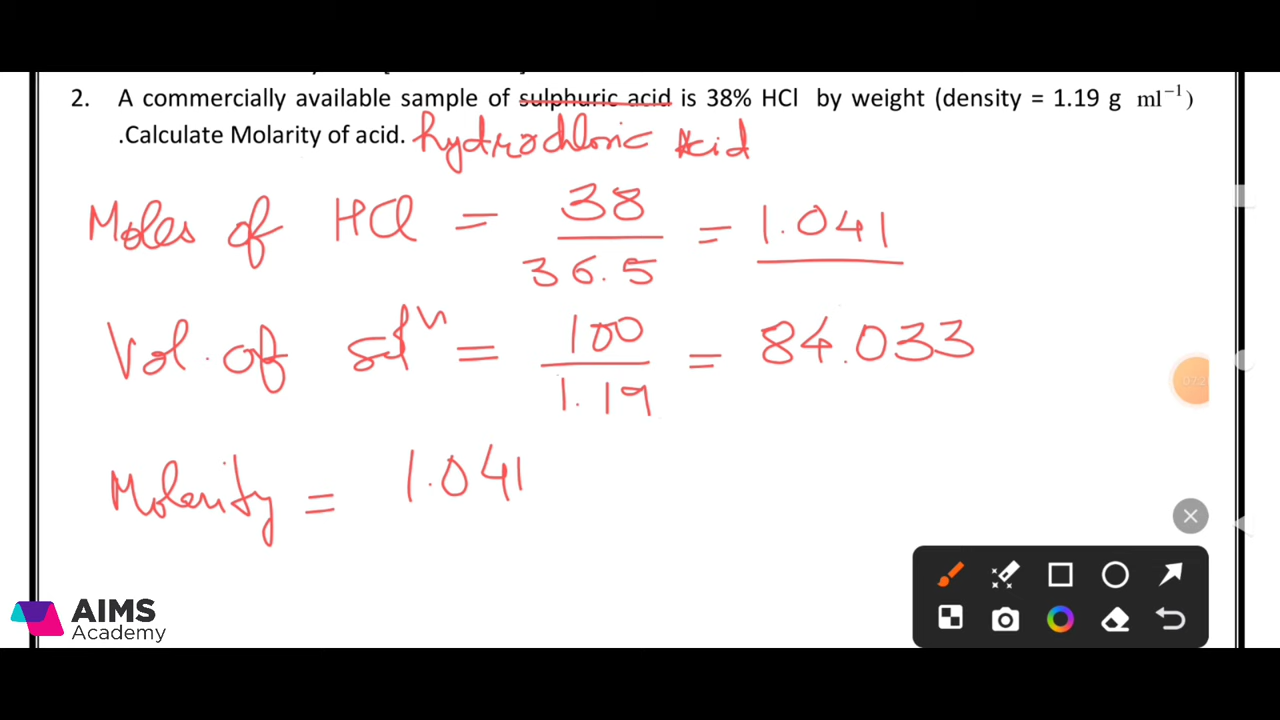 2. A commercially available sample of sulphuric acid is 38% HCl by weight (density = 1.19 g ml⁻¹)
.Calculate Molarity of acid. hydrochloric Acid
Moles of HCl = 38/36.5 = 1.041
Vol. of solⁿ = 100/1.19 = 84.033
Molarity = 1.041
AIMS
Academy